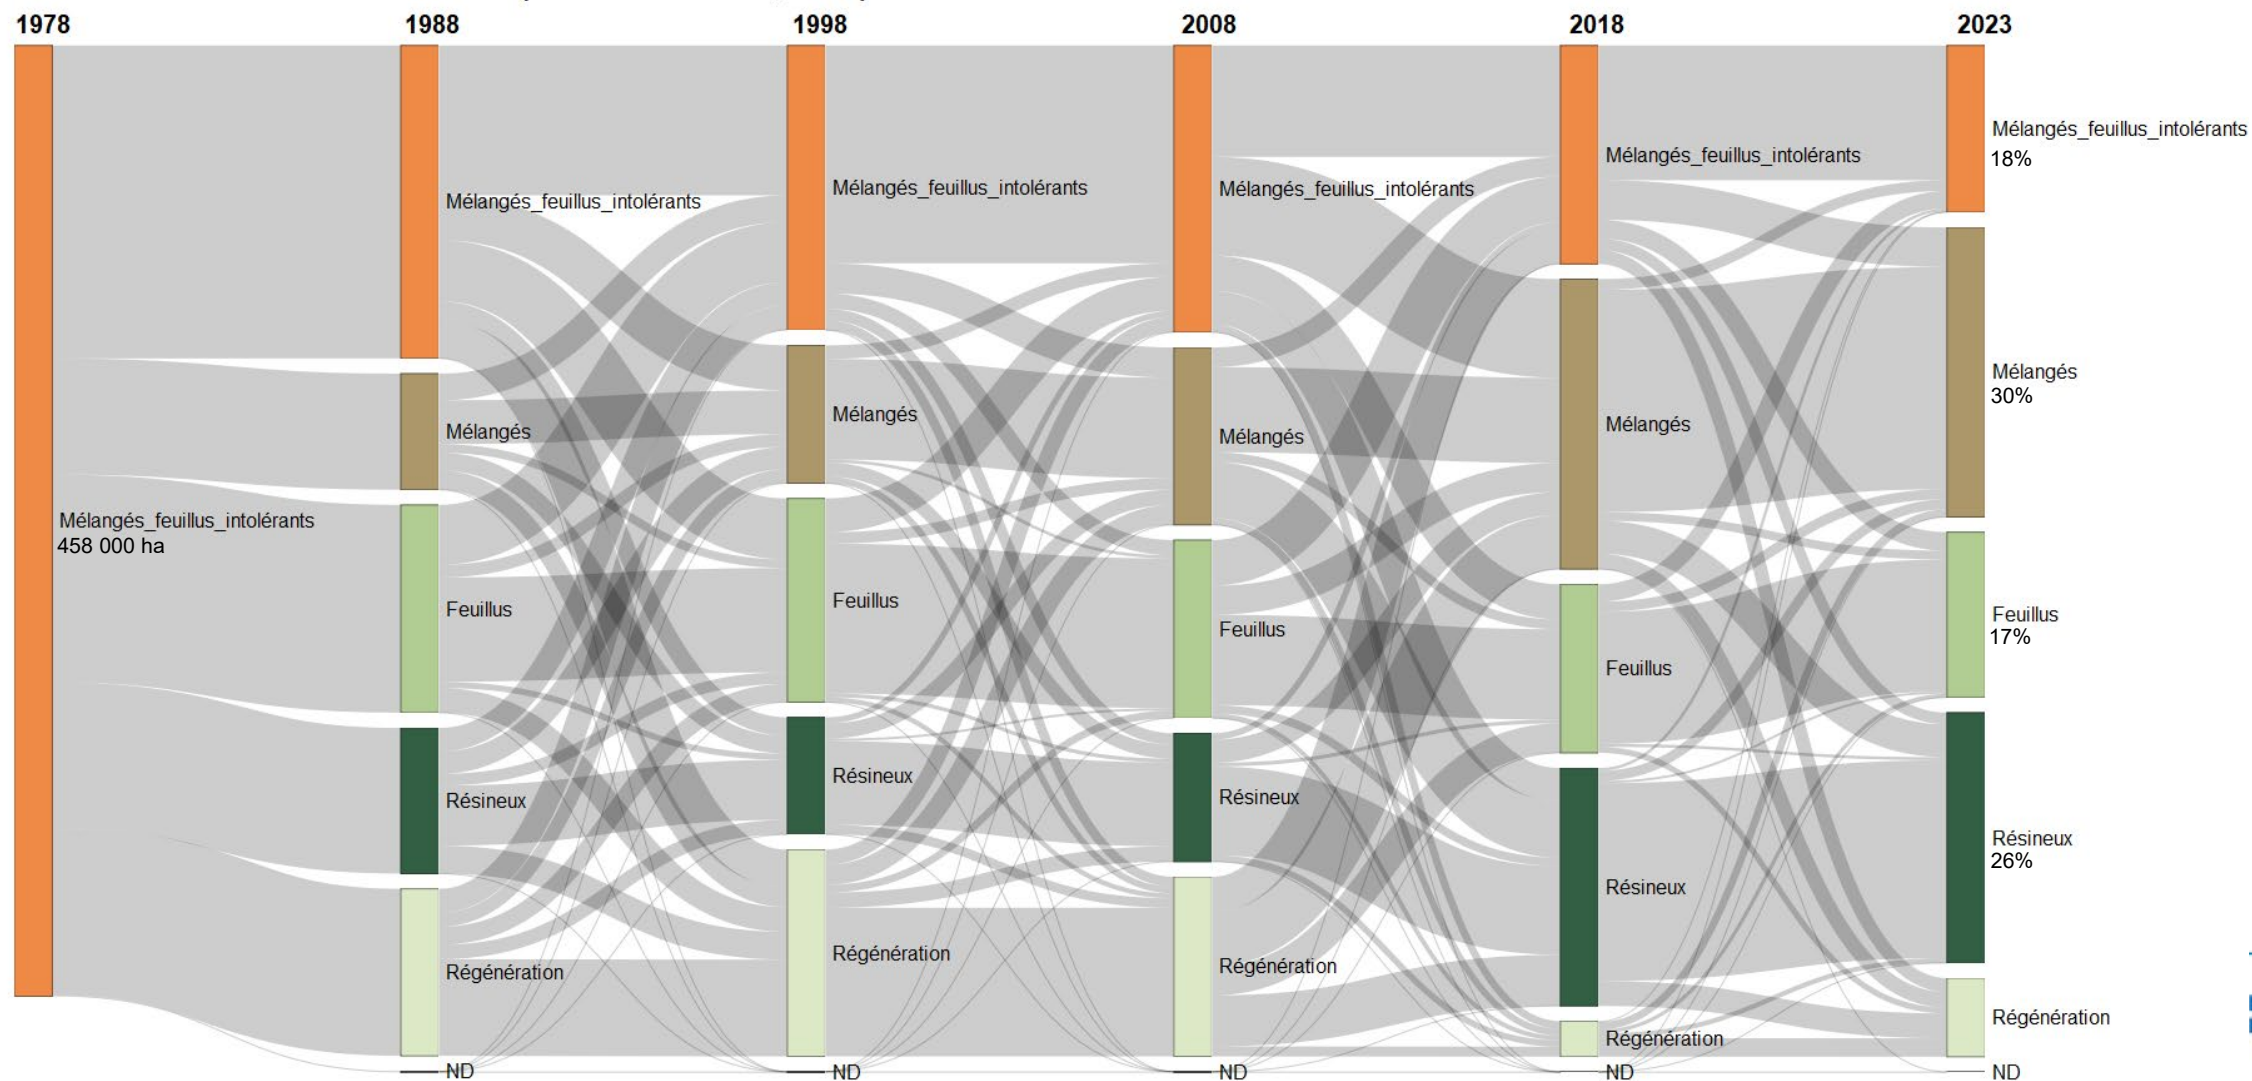 1978
1988
1998
2008
2018
2023
Mélangés_feuillus_intolérants
458 000 ha
Mélangés_feuillus_intolérants
Mélangés
Feuillus
Résineux
Régénération
ND
Mélangés_feuillus_intolérants
Mélangés
Feuillus
Résineux
Régénération
ND
Mélangés_feuillus_intolérants
Mélangés
Feuillus
Résineux
Régénération
ND
Mélangés_feuillus_intolérants
Mélangés
Feuillus
Résineux
Régénération
ND
Mélangés_feuillus_intolérants
18%
Mélangés
30%
Feuillus
17%
Résineux
26%
Régénération
ND